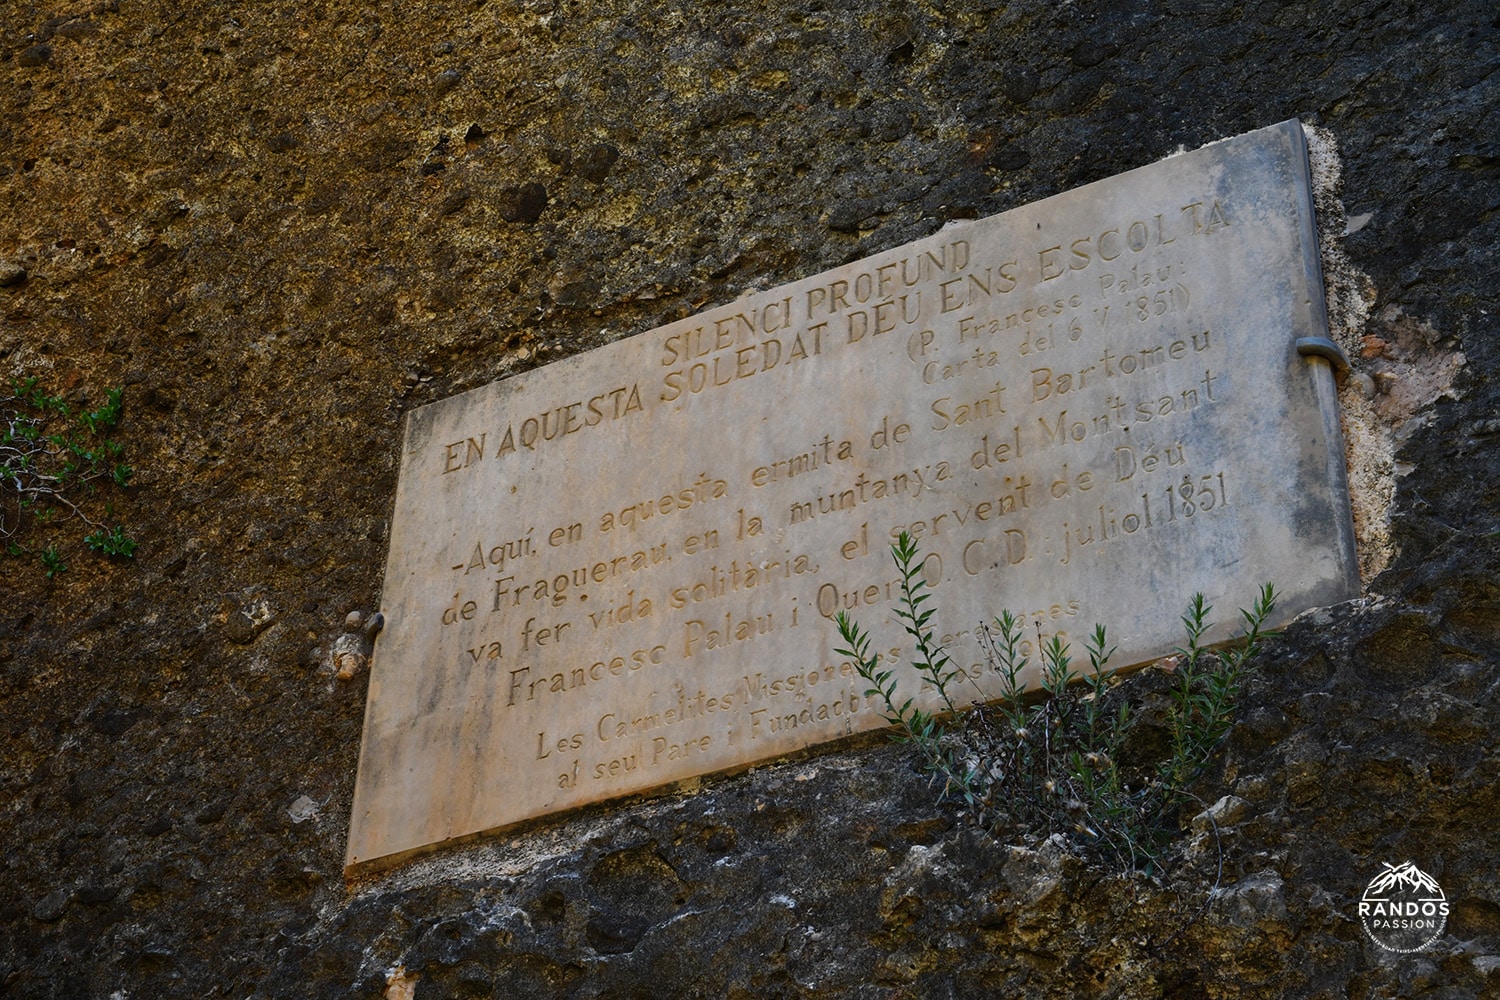 SILENCI PROFUND
EN AQUESTA SOLEDAT DÉU ENS ESCOLTA
(P. Francesc Palau:
Carta del 6 V 1851)
-Aquí, en aquesta ermita de Sant Bartomeu
de Fraguerau, en la muntanya del Montsant
va fer vida solitària, el servent de Déu
Francesc Palau i Quer O.C.D. juliol 1851
Les Carmelites Missioneres
al seu Pare i Fundador
RANDOS
PASSION